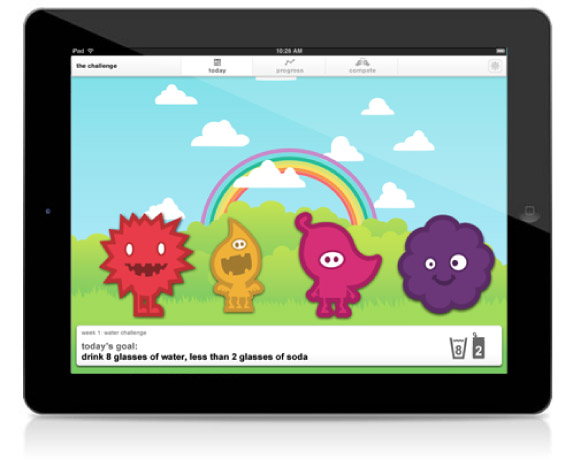 iPad 10:26 AM
the challenge today progress compete
week 1: water challenge
today's goal:
drink 8 glasses of water, less than 2 glasses of soda
8 2